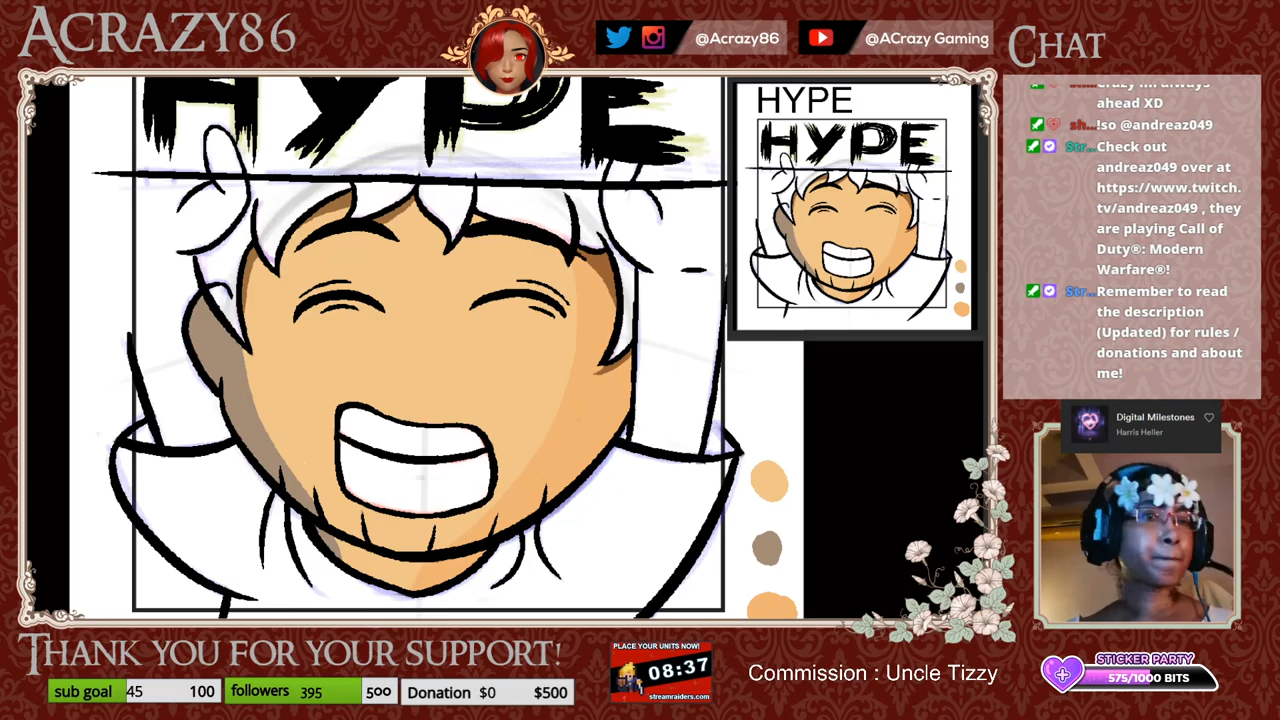 ACRAZY86
@Acrazy86
@ACrazy Gaming
CHAT
HYPE
HYPE
HYPE
ahead XD
sh... !so @andreaz049
Str... Check out
andreaz049 over at
https://www.twitch.
tv/andreaz049 , they
are playing Call of
Duty®: Modern
Warfare®!
Str... Remember to read
the description
(Updated) for rules /
donations and about
me!
Digital Milestones
Harris Heller
THANK YOU FOR YOUR SUPPORT!
sub goal 45 100
followers 395 500
Donation $0 $500
PLACE YOUR UNITS NOW!
08:37
streamraiders.com
Commission : Uncle Tizzy
STICKER PARTY
575/1000 BITS